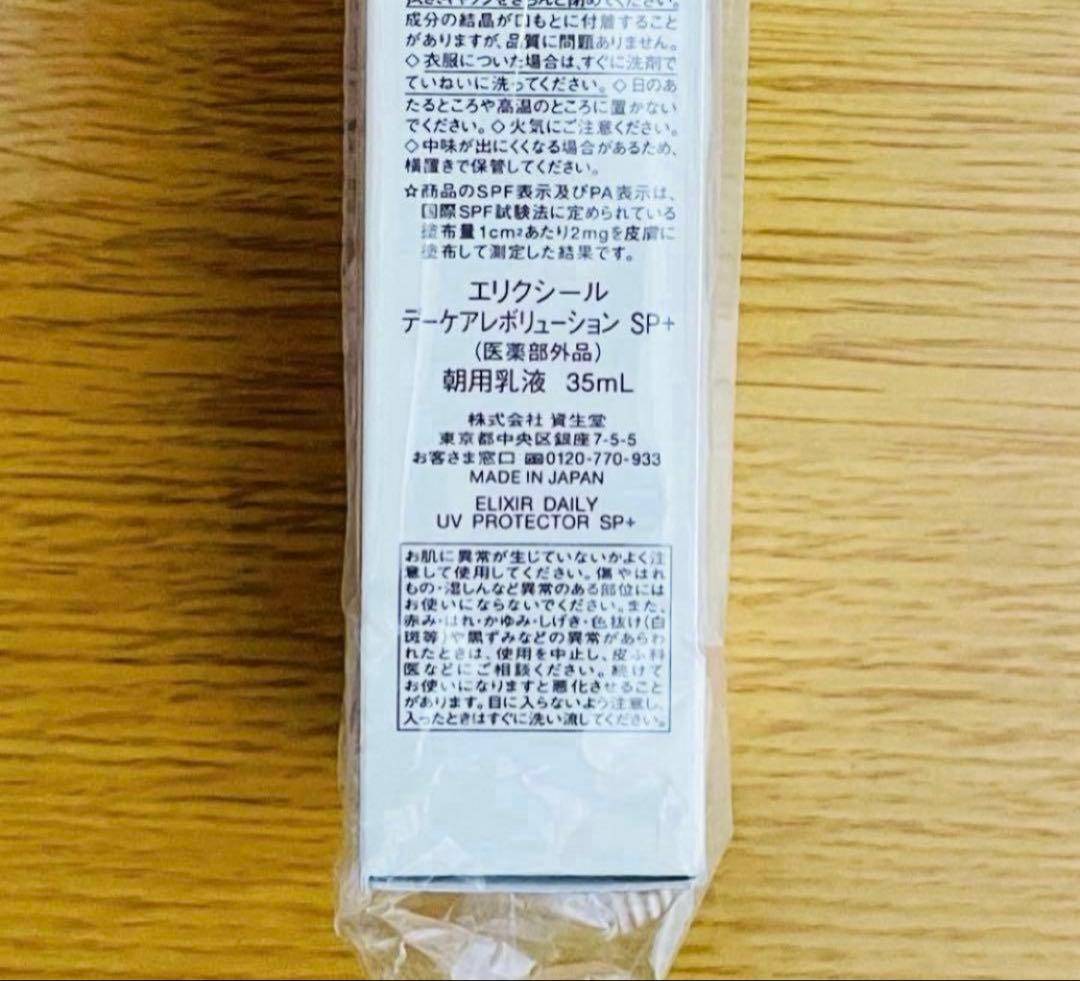 拭き、キャップをきちんと閉めてください。
成分の結晶が口もとに付着すること
がありますが、品質に問題ありません。
◇衣服についた場合は、すぐに洗剤で
ていねいに洗ってください。◇日のあ
たるところや高温のところに置かない
でください。◇火気にご注意ください。
◇中味が出にくくなる場合があるため、
横置きで保管してください。
☆商品のSPF表示及びPA表示は、
国際SPF試験法に定められている
塗布量1cm²あたり2mgを皮膚に
塗布して測定した結果です。
エリクシール
デーケアレボリューション SP+
(医薬部外品)
朝用乳液 35mL
株式会社 資生堂
東京都中央区銀座7-5-5
お客さま窓口 0120-770-933
MADE IN JAPAN
ELIXIR DAILY
UV PROTECTOR SP+
お肌に異常が生じていないかよく注
意して使用してください。傷やはれ
もの・湿しんなど異常のある部位には
お使いにならないでください。また、
赤み・はれ・かゆみ・しげき・色抜け(白
斑等)や黒ずみなどの異常があらわ
れたときは、使用を中止し、皮ふ科
医などにご相談ください。続けて
お使いになりますと悪化させること
があります。目に入らないよう注意し、
入ったときはすぐに洗い流してください。